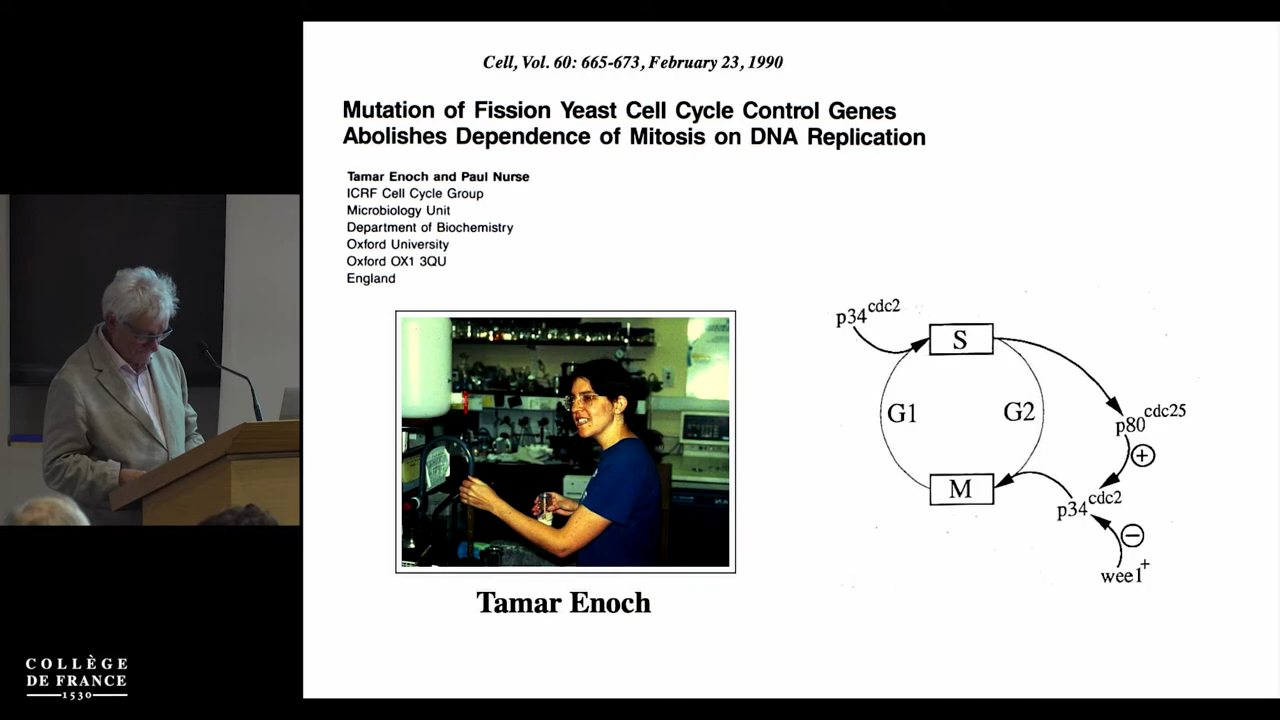 Cell, Vol. 60: 665-673, February 23, 1990
Mutation of Fission Yeast Cell Cycle Control Genes
Abolishes Dependence of Mitosis on DNA Replication
Tamar Enoch and Paul Nurse
ICRF Cell Cycle Group
Microbiology Unit
Department of Biochemistry
Oxford University
Oxford OX1 3QU
England
p34cdc2
S
G1
G2
p80cdc25
+
M
p34cdc2
−
wee1+
Tamar Enoch
COLLÈGE
DE FRANCE
1530